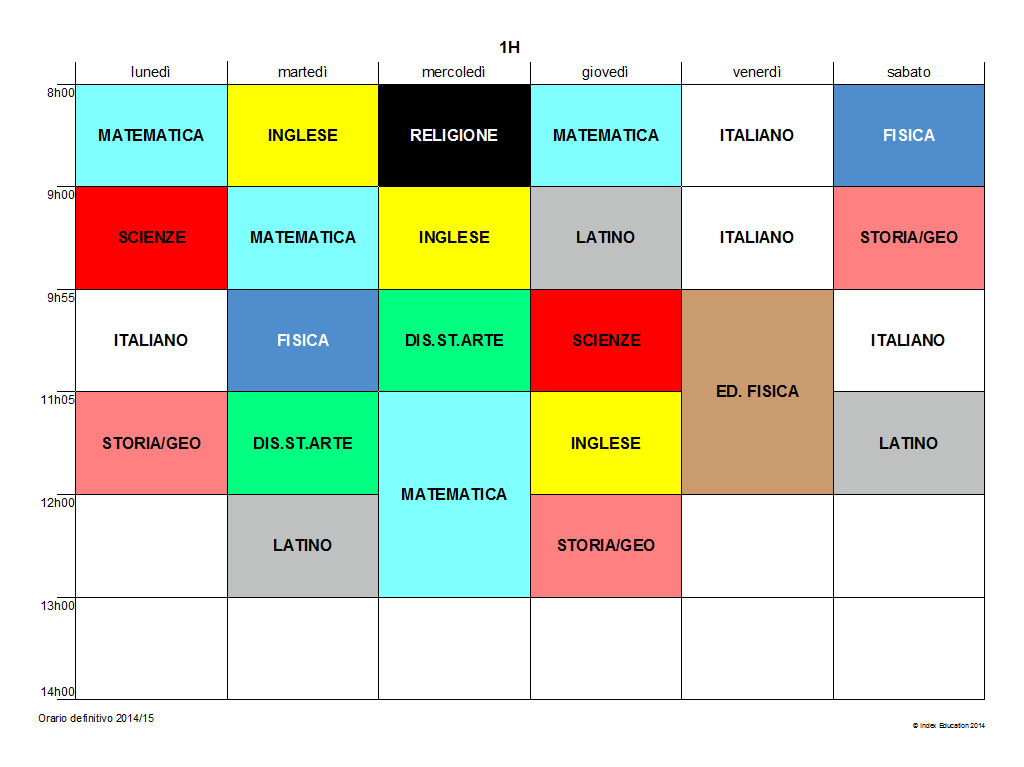 1H
lunedì martedì mercoledì giovedì venerdì sabato
8h00
MATEMATICA INGLESE RELIGIONE MATEMATICA ITALIANO FISICA
9h00
SCIENZE MATEMATICA INGLESE LATINO ITALIANO STORIA/GEO
9h55
ITALIANO FISICA DIS.ST.ARTE SCIENZE ITALIANO
ED. FISICA
11h05
STORIA/GEO DIS.ST.ARTE INGLESE LATINO
MATEMATICA
12h00
LATINO STORIA/GEO
13h00
14h00
Orario definitivo 2014/15
© Index Education 2014